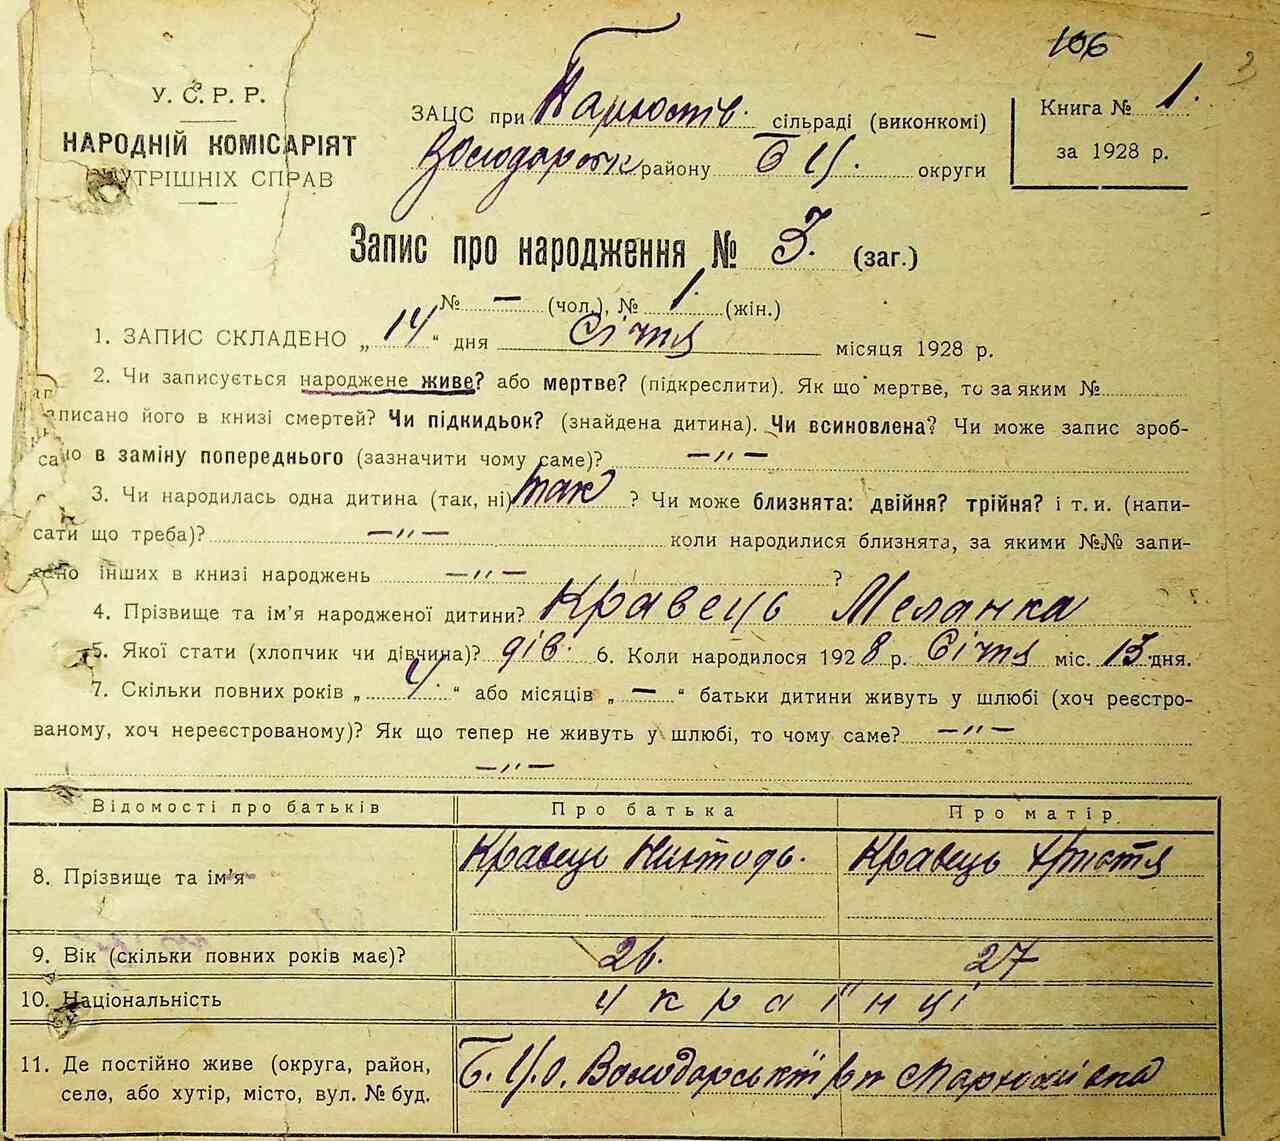 106
3
У. С. Р. Р.
НАРОДНІЙ КОМІСАРІЯТ
ВНУТРІШНІХ СПРАВ
ЗАЦС при сільраді (виконкомі)
Володарськ району Б Ц. округи
Книга № 1.
за 1928 р.
Запис про народження № 3. (заг.)
№ — (чол.), № 1. (жін.)
1. ЗАПИС СКЛАДЕНО „ 14 “ дня Січня місяця 1928 р.
2. Чи записується народжене живе? або мертве? (підкреслити). Як що мертве, то за яким №
записано його в книзі смертей? Чи підкидьок? (знайдена дитина). Чи всиновлена? Чи може запис зроб-
в заміну попереднього (зазначити чому саме)? — „ —
3. Чи народилась одна дитина (так, ні) так ? Чи може близнята: двійня? трійня? і т. и. (напи-
сати що треба)? — „ — коли народилися близнята, за якими №№ запи-
сано інших в книзі народжень — „ — ?
4. Прізвище та ім’я народженої дитини? Кравець Меланка
5. Якої стати (хлопчик чи дівчина)? дів. 6. Коли народилося 1928 р. Січня міс. 13 дня.
7. Скільки повних років „ 4. “ або місяців „ — “ батьки дитини живуть у шлюбі (хоч реєстро-
ваному, хоч нереєстрованому)? Як що тепер не живуть у шлюбі, то чому саме? — „ —
— „ —
Відомості про батьків Про батька Про матір
8. Прізвище та ім’я Кравець Кравець Христя
9. Вік (скільки повних років має)? 26. 27
10. Національність українці
11. Де постійно живе (округа, район, Б. Ц. о. Володарський
село, або хутір, місто, вул. № буд.